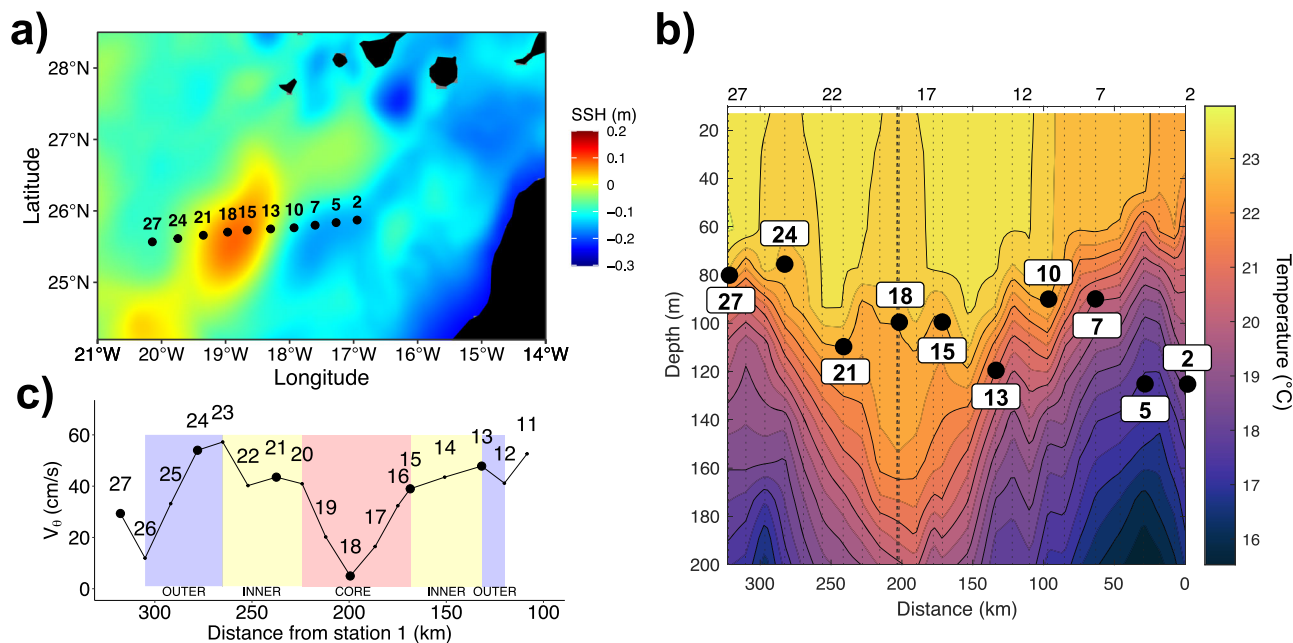 a)
28°N
27°N
26°N
25°N
Latitude
27 24 21 18 15 13 10 7 5 2
21°W 20°W 19°W 18°W 17°W 16°W 15°W 14°W
Longitude
SSH (m)
0.2
0.1
0
−0.1
−0.2
−0.3
b)
27 22 17 12 7 2
20
40
60
80
100
120
140
160
180
200
Depth (m)
24
27
18
10
7
15
21
13
2
5
300 250 200 150 100 50 0
Distance (km)
23
22
21
20
19
18
17
16
Temperature (°C)
c)
60
40
20
0
Vθ (cm/s)
27 26 25 24 23 22 21 20 19 18 17 16 15 14 13 12 11
OUTER INNER CORE INNER OUTER
300 250 200 150 100
Distance from station 1 (km)